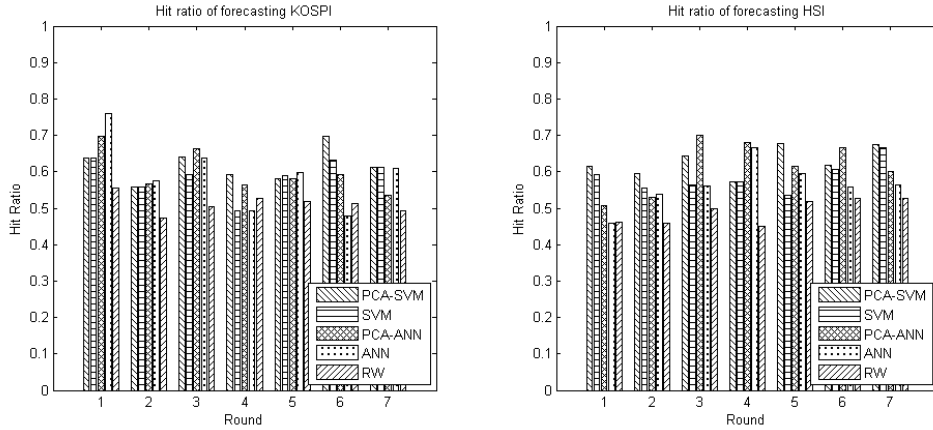 Hit ratio of forecasting KOSPI
1
0.9
0.8
0.7
0.6
0.5
0.4
0.3
0.2
0.1
0
Hit Ratio
1 2 3 4 5 6 7
Round
PCA-SVM
SVM
PCA-ANN
ANN
RW
Hit ratio of forecasting HSI
1
0.9
0.8
0.7
0.6
0.5
0.4
0.3
0.2
0.1
0
Hit Ratio
1 2 3 4 5 6 7
Round
PCA-SVM
SVM
PCA-ANN
ANN
RW